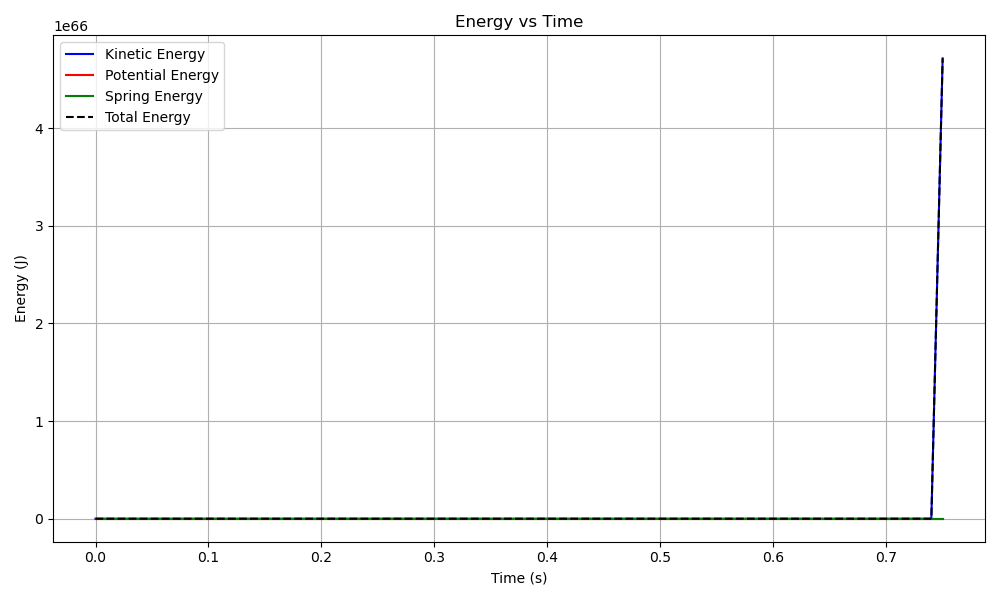 Energy vs Time
1e66
Kinetic Energy
Potential Energy
Spring Energy
Total Energy
4
3
2
1
0
Energy (J)
0.0 0.1 0.2 0.3 0.4 0.5 0.6 0.7
Time (s)